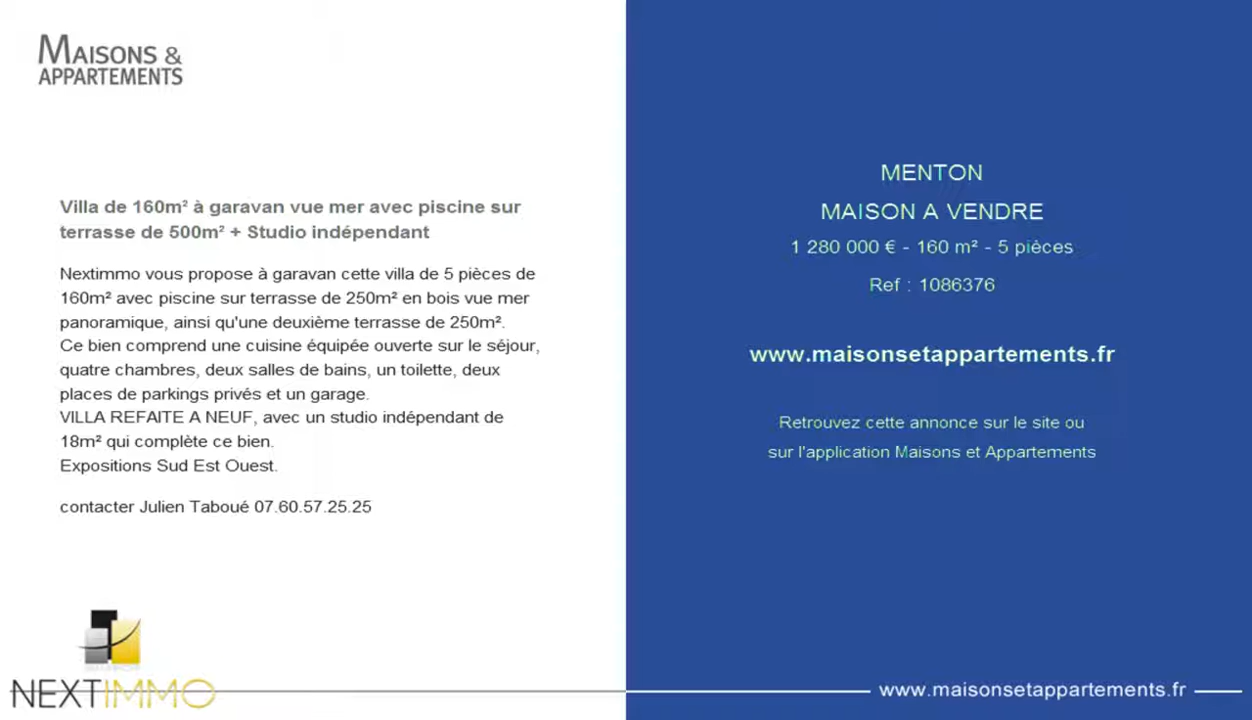 MAISONS &
APPARTEMENTS
Villa de 160m² à garavan vue mer avec piscine sur
terrasse de 500m² + Studio indépendant
Nextimmo vous propose à garavan cette villa de 5 pièces de
160m² avec piscine sur terrasse de 250m² en bois vue mer
panoramique, ainsi qu'une deuxième terrasse de 250m².
Ce bien comprend une cuisine équipée ouverte sur le séjour,
quatre chambres, deux salles de bains, un toilette, deux
places de parkings privés et un garage.
VILLA REFAITE A NEUF, avec un studio indépendant de
18m² qui complète ce bien.
Expositions Sud Est Ouest.
contacter Julien Taboué 07.60.57.25.25
NEXTIMMO
MENTON
MAISON A VENDRE
1 280 000 € - 160 m² - 5 pièces
Ref : 1086376
www.maisonsetappartements.fr
Retrouvez cette annonce sur le site ou
sur l'application Maisons et Appartements
www.maisonsetappartements.fr